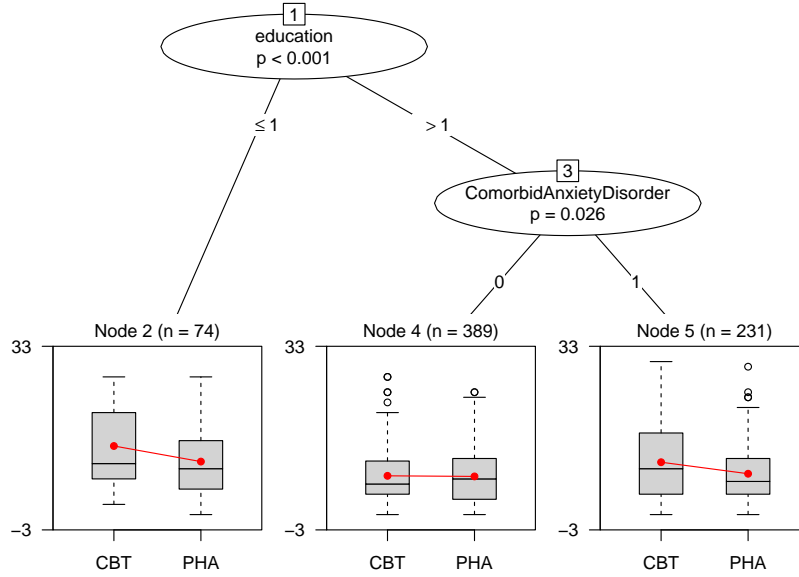 1
education
p < 0.001
≤ 1
> 1
3
ComorbidAnxietyDisorder
p = 0.026
0
1
Node 2 (n = 74)
Node 4 (n = 389)
Node 5 (n = 231)
33
33
33
−3
−3
−3
CBT
PHA
CBT
PHA
CBT
PHA